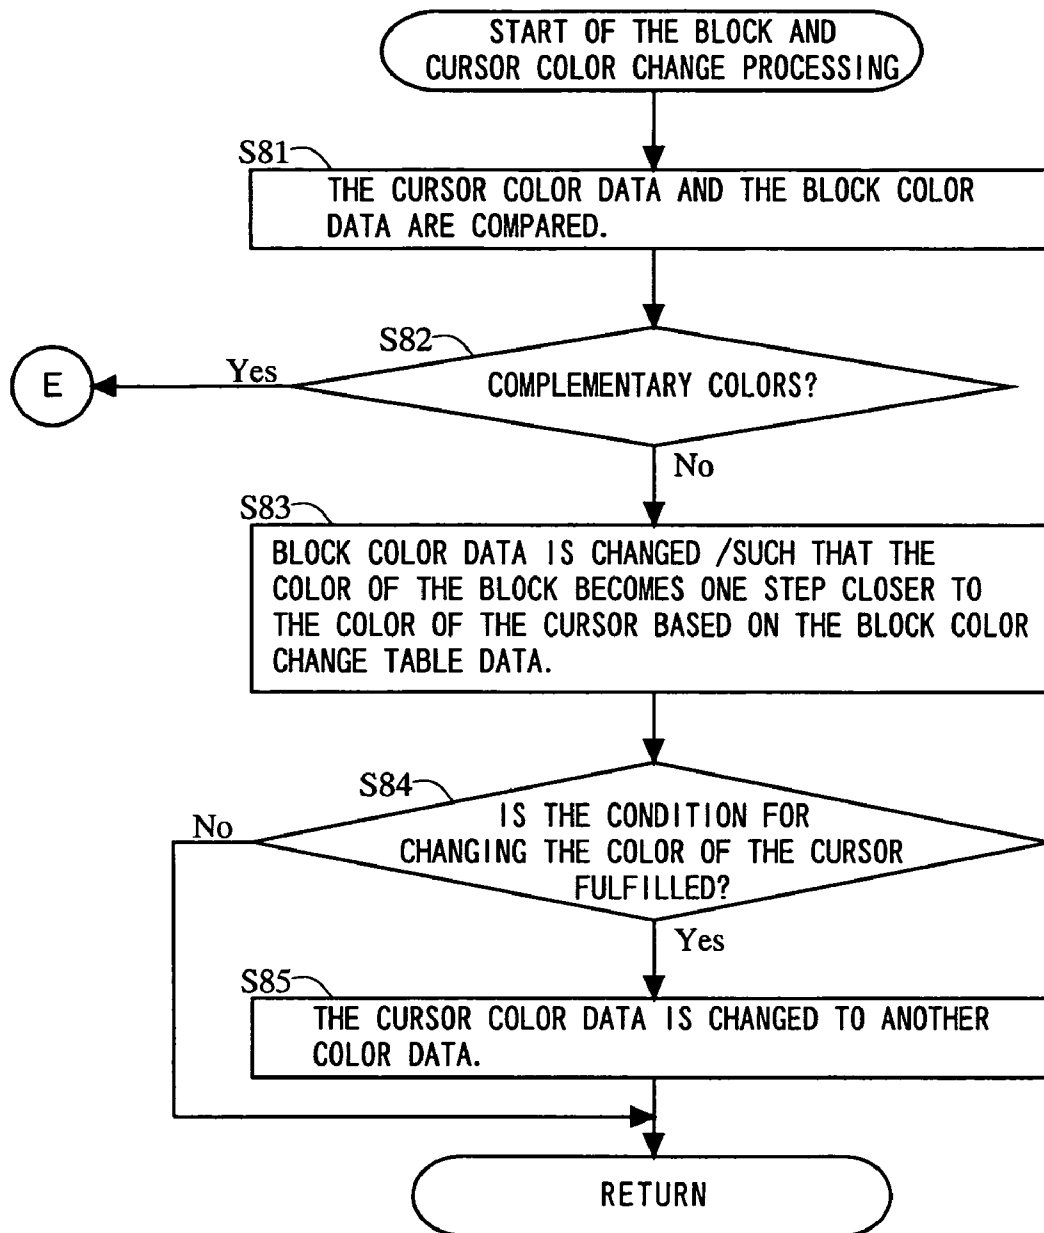 START OF THE BLOCK AND
CURSOR COLOR CHANGE PROCESSING
S81
THE CURSOR COLOR DATA AND THE BLOCK COLOR
DATA ARE COMPARED.
S82
E
Yes
COMPLEMENTARY COLORS?
No
S83
BLOCK COLOR DATA IS CHANGED /SUCH THAT THE
COLOR OF THE BLOCK BECOMES ONE STEP CLOSER TO
THE COLOR OF THE CURSOR BASED ON THE BLOCK COLOR
CHANGE TABLE DATA.
S84
No
IS THE CONDITION FOR
CHANGING THE COLOR OF THE CURSOR
FULFILLED?
Yes
S85
THE CURSOR COLOR DATA IS CHANGED TO ANOTHER
COLOR DATA.
RETURN